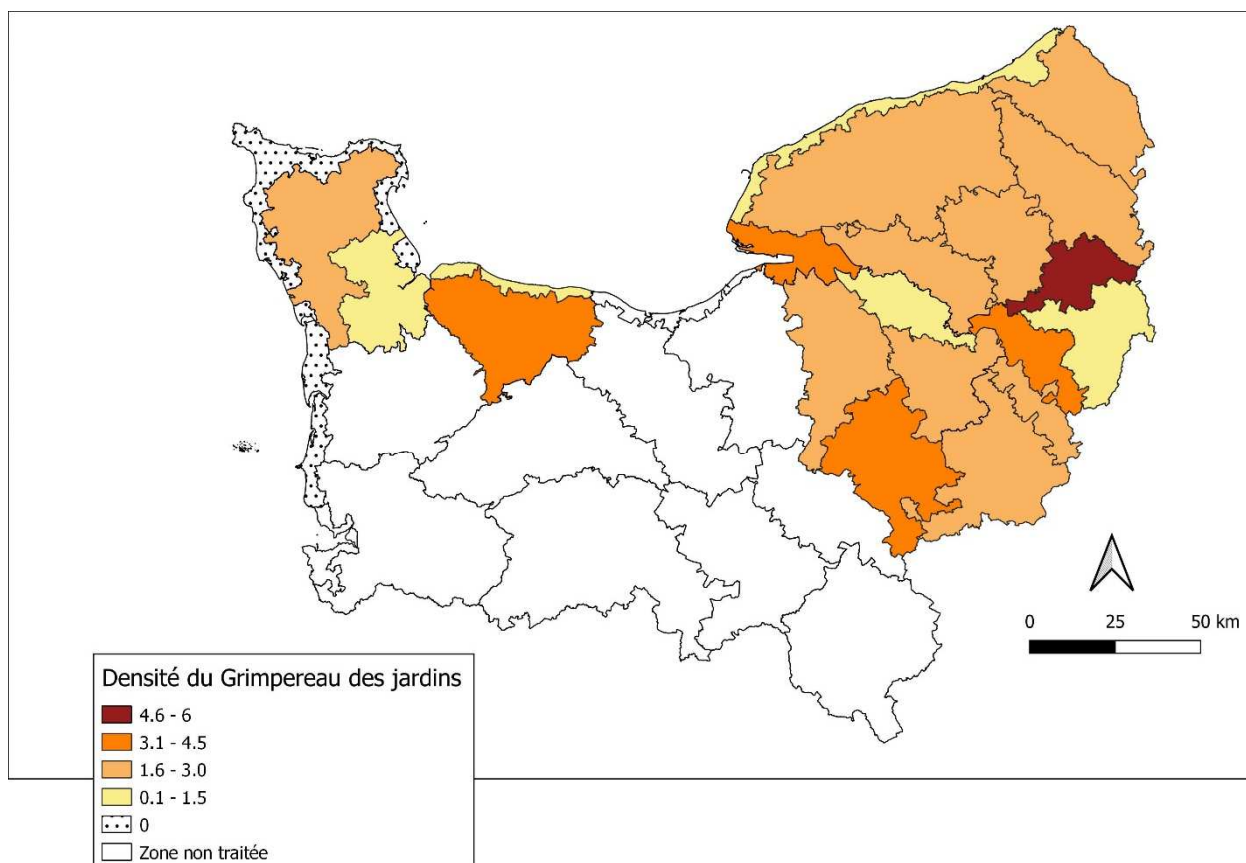 0 25 50 km
Densité du Grimpereau des jardins
4.6 - 6
3.1 - 4.5
1.6 - 3.0
0.1 - 1.5
0
Zone non traitée